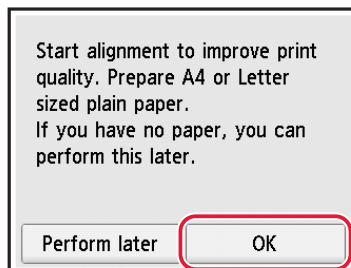 Start alignment to improve print
quality. Prepare A4 or Letter
sized plain paper.
If you have no paper, you can
perform this later.
Perform later
OK